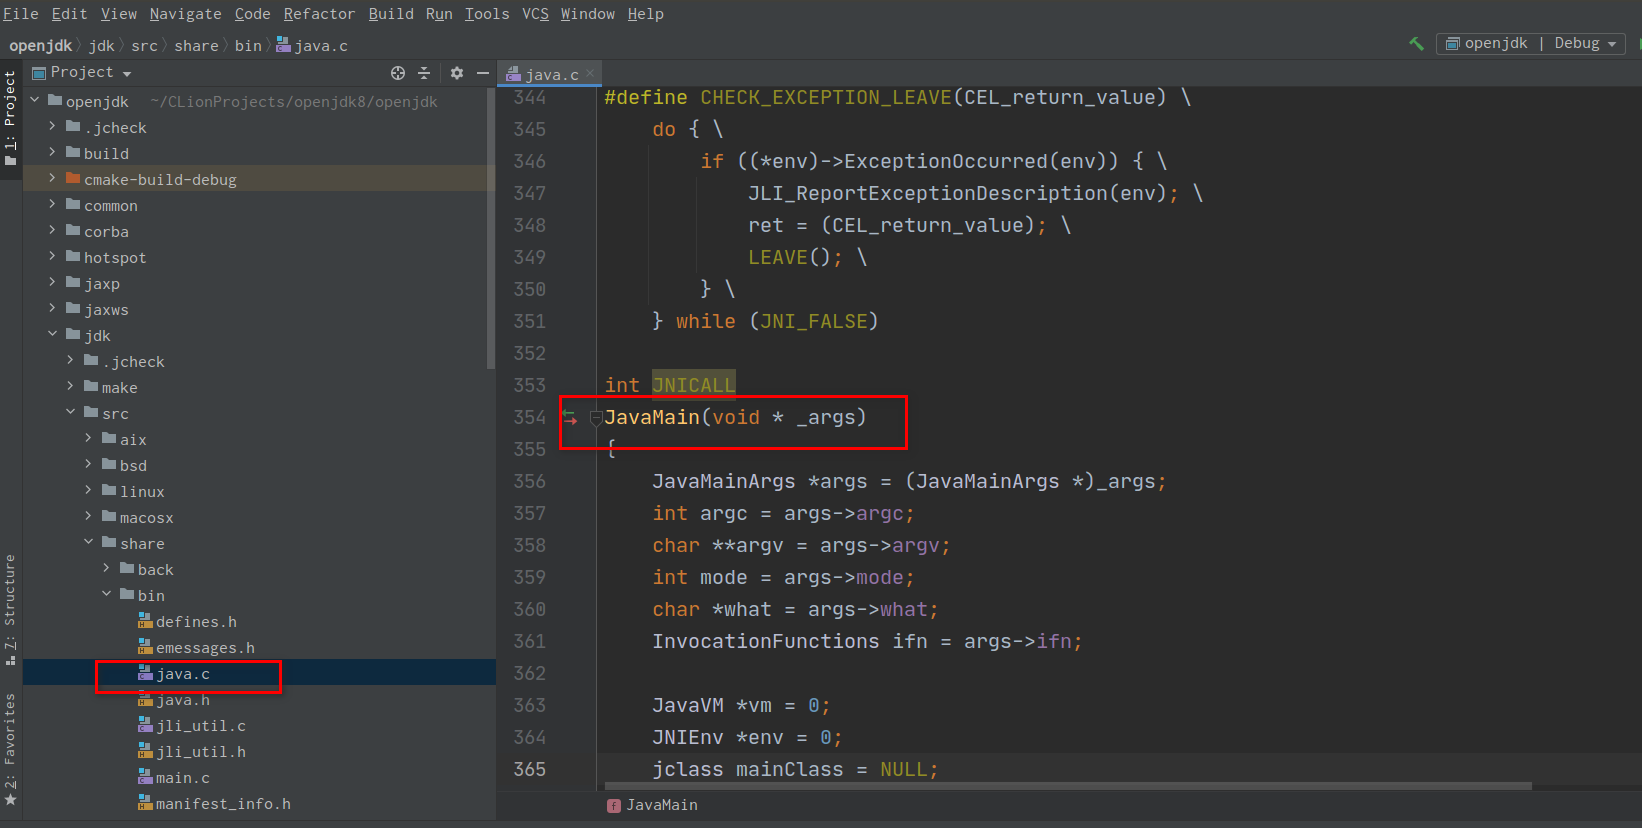 File Edit View Navigate Code Refactor Build Run Tools VCS Window Help
openjdk jdk src share bin java.c
openjdk | Debug
1: Project
7: Structure
2: Favorites
Project
openjdk ~/CLionProjects/openjdk8/openjdk
.jcheck
build
cmake-build-debug
common
corba
hotspot
jaxp
jaxws
jdk
.jcheck
make
src
aix
bsd
linux
macosx
share
back
bin
defines.h
emessages.h
java.c
java.h
jli_util.c
jli_util.h
main.c
manifest_info.h
java.c
344 #define CHECK_EXCEPTION_LEAVE(CEL_return_value) \
345 do { \
346 if ((*env)->ExceptionOccurred(env)) { \
347 JLI_ReportExceptionDescription(env); \
348 ret = (CEL_return_value); \
349 LEAVE(); \
350 } \
351 } while (JNI_FALSE)
352
353 int JNICALL
354 JavaMain(void * _args)
355 {
356 JavaMainArgs *args = (JavaMainArgs *)_args;
357 int argc = args->argc;
358 char **argv = args->argv;
359 int mode = args->mode;
360 char *what = args->what;
361 InvocationFunctions ifn = args->ifn;
362
363 JavaVM *vm = 0;
364 JNIEnv *env = 0;
365 jclass mainClass = NULL;
f JavaMain